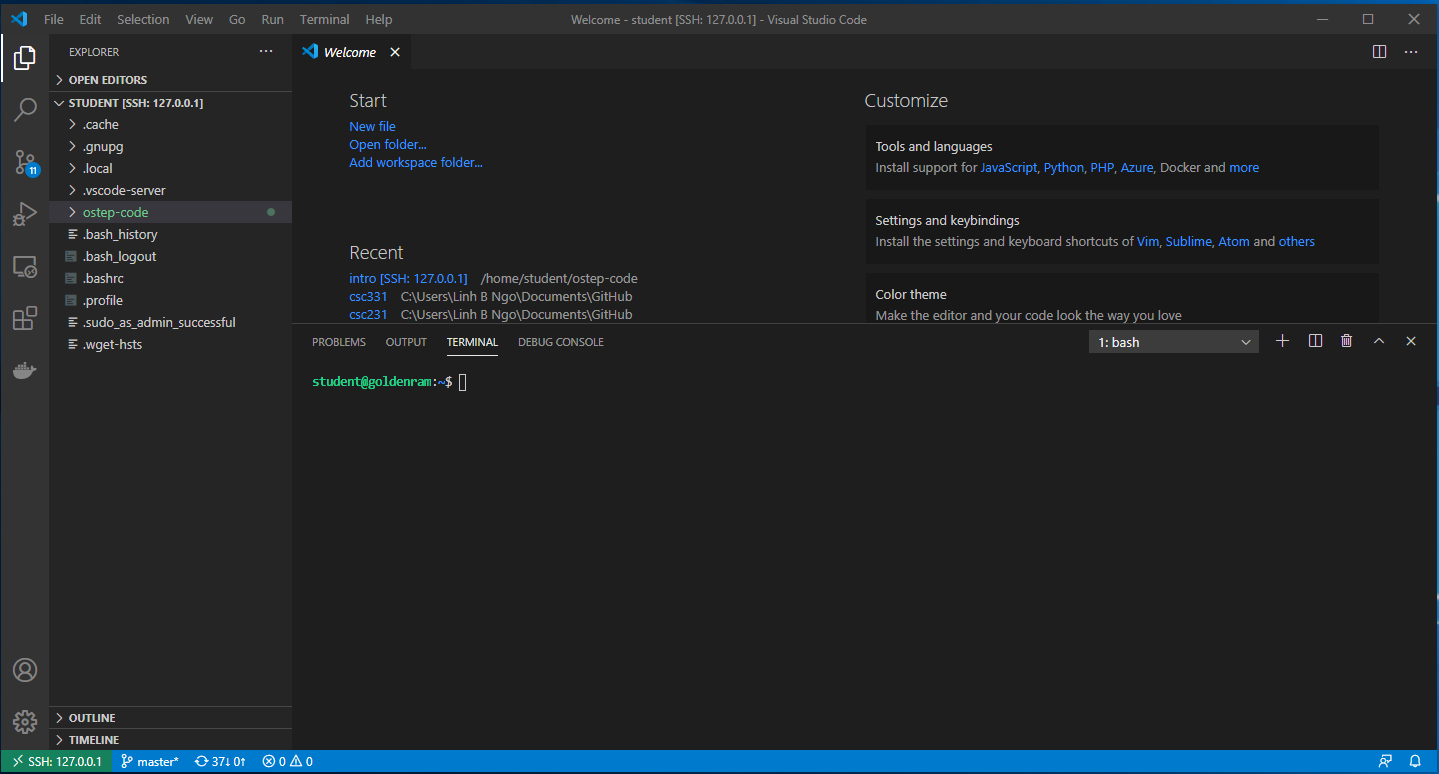 File Edit Selection View Go Run Terminal Help Welcome - student [SSH: 127.0.0.1] - Visual Studio Code
EXPLORER
Welcome
OPEN EDITORS
STUDENT [SSH: 127.0.0.1]
.cache
.gnupg
.local
.vscode-server
ostep-code
.bash_history
.bash_logout
.bashrc
.profile
.sudo_as_admin_successful
.wget-hsts
11
OUTLINE
TIMELINE
Start
New file
Open folder...
Add workspace folder...
Recent
intro [SSH: 127.0.0.1] /home/student/ostep-code
csc331 C:\Users\Linh B Ngo\Documents\GitHub
csc231 C:\Users\Linh B Ngo\Documents\GitHub
Customize
Tools and languages
Install support for JavaScript, Python, PHP, Azure, Docker and more
Settings and keybindings
Install the settings and keyboard shortcuts of Vim, Sublime, Atom and others
Color theme
Make the editor and your code look the way you love
PROBLEMS OUTPUT TERMINAL DEBUG CONSOLE 1: bash
student@goldenram:~$
SSH: 127.0.0.1 master* 37↓ 0↑ 0 0